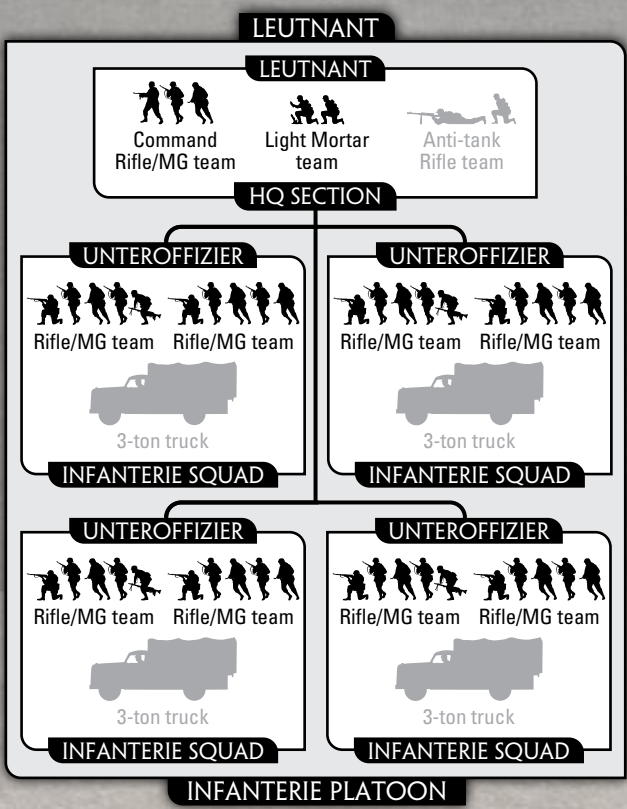 LEUTNANT
LEUTNANT
Command
Rifle/MG team
Light Mortar
team
Anti-tank
Rifle team
HQ SECTION
UNTEROFFIZIER
Rifle/MG team Rifle/MG team
3-ton truck
INFANTERIE SQUAD
UNTEROFFIZIER
Rifle/MG team Rifle/MG team
3-ton truck
INFANTERIE SQUAD
UNTEROFFIZIER
Rifle/MG team Rifle/MG team
3-ton truck
INFANTERIE SQUAD
UNTEROFFIZIER
Rifle/MG team Rifle/MG team
3-ton truck
INFANTERIE SQUAD
INFANTERIE PLATOON